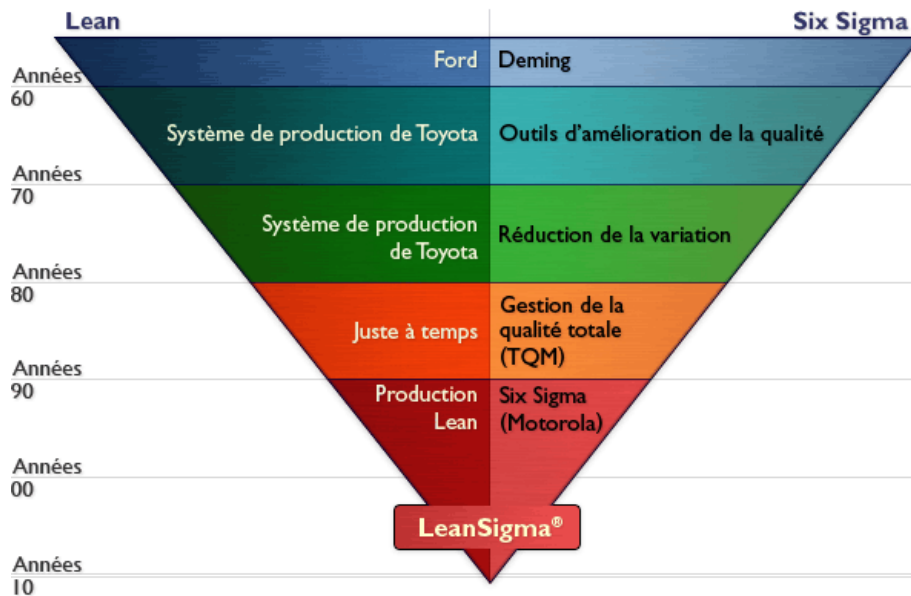 Lean
Six Sigma
Ford
Deming
Années
60
Système de production de Toyota
Outils d'amélioration de la qualité
Années
70
Système de production
de Toyota
Réduction de la variation
Années
80
Juste à temps
Gestion de la
qualité totale
(TQM)
Années
90
Production
Lean
Six Sigma
(Motorola)
Années
00
LeanSigma®
Années
10